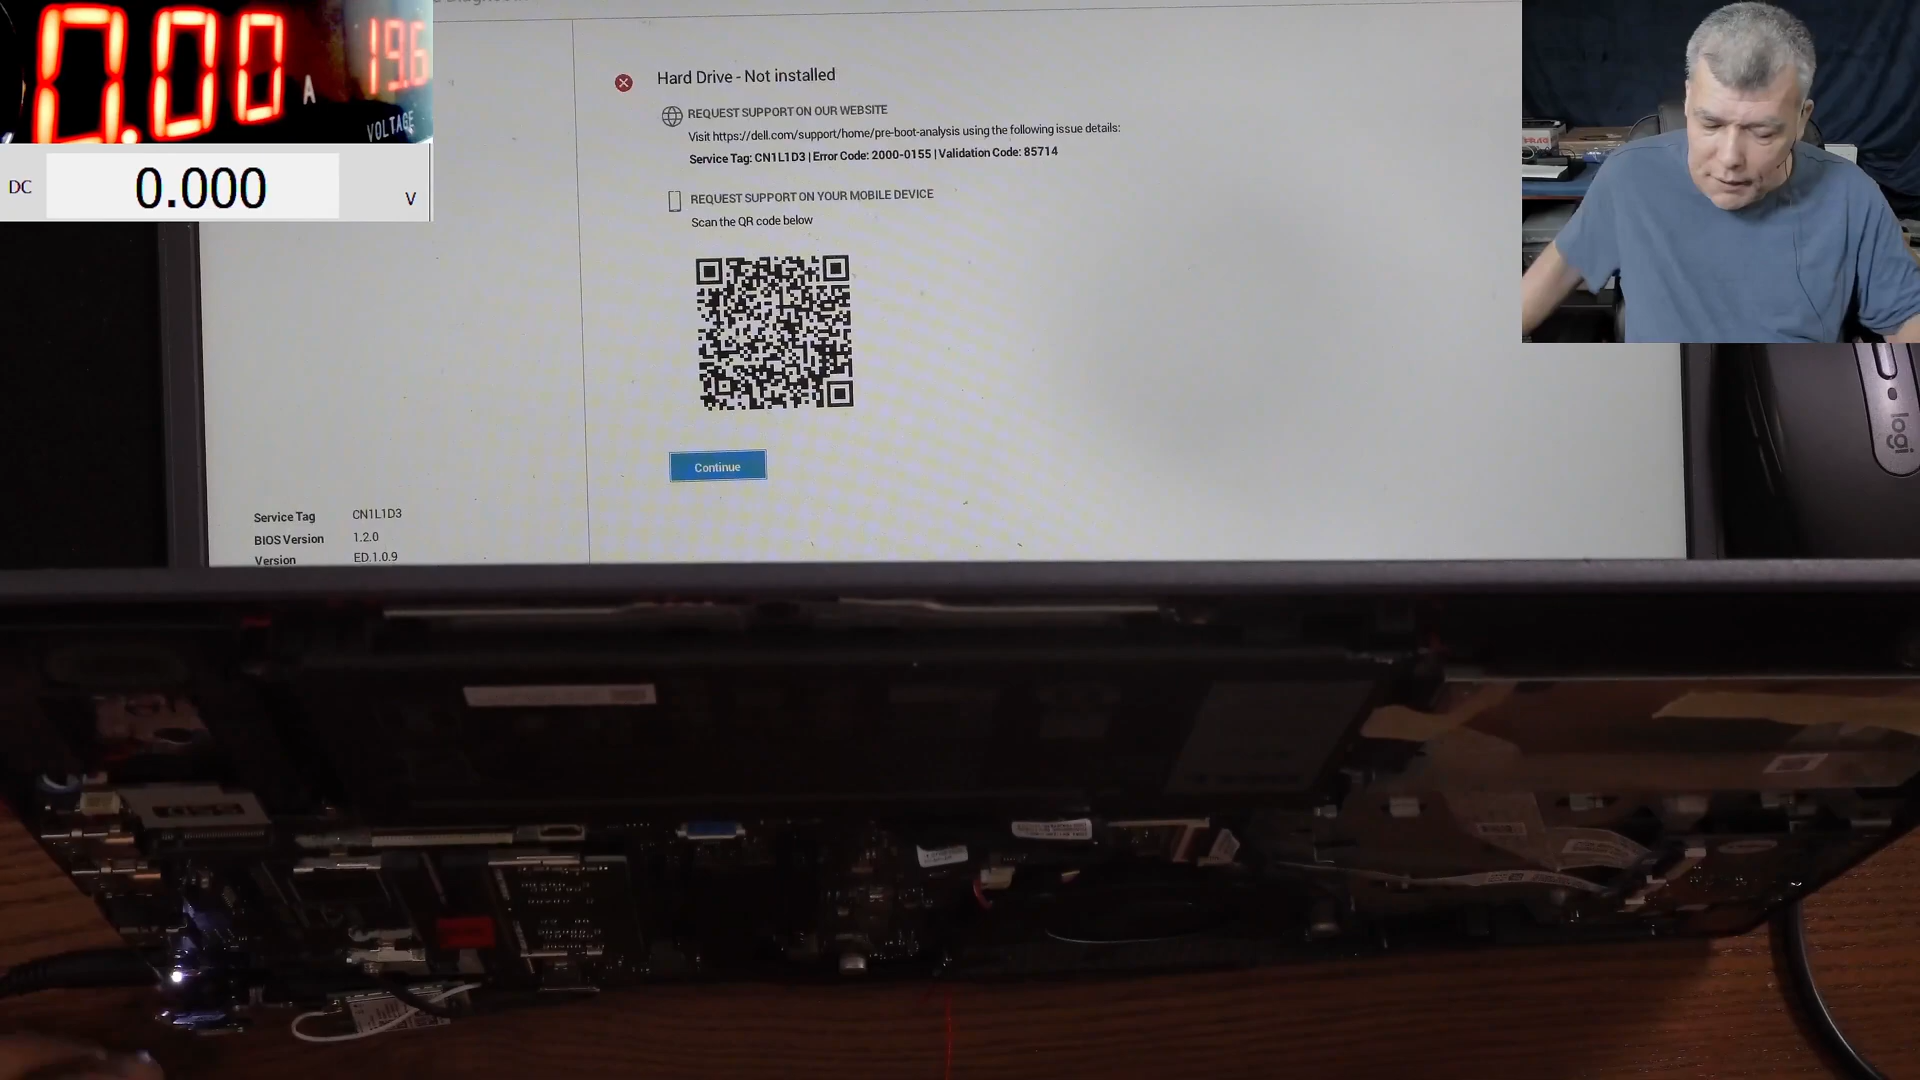 0.00 A 19.6
VOLTAGE
DC 0.000 V
Hard Drive - Not installed
REQUEST SUPPORT ON OUR WEBSITE
Visit https://dell.com/support/home/pre-boot-analysis using the following issue details:
Service Tag: CN1L1D3 | Error Code: 2000-0155 | Validation Code: 85714
REQUEST SUPPORT ON YOUR MOBILE DEVICE
Scan the QR code below
Continue
Service Tag CN1L1D3
BIOS Version 1.2.0
Version ED.1.0.9
logi